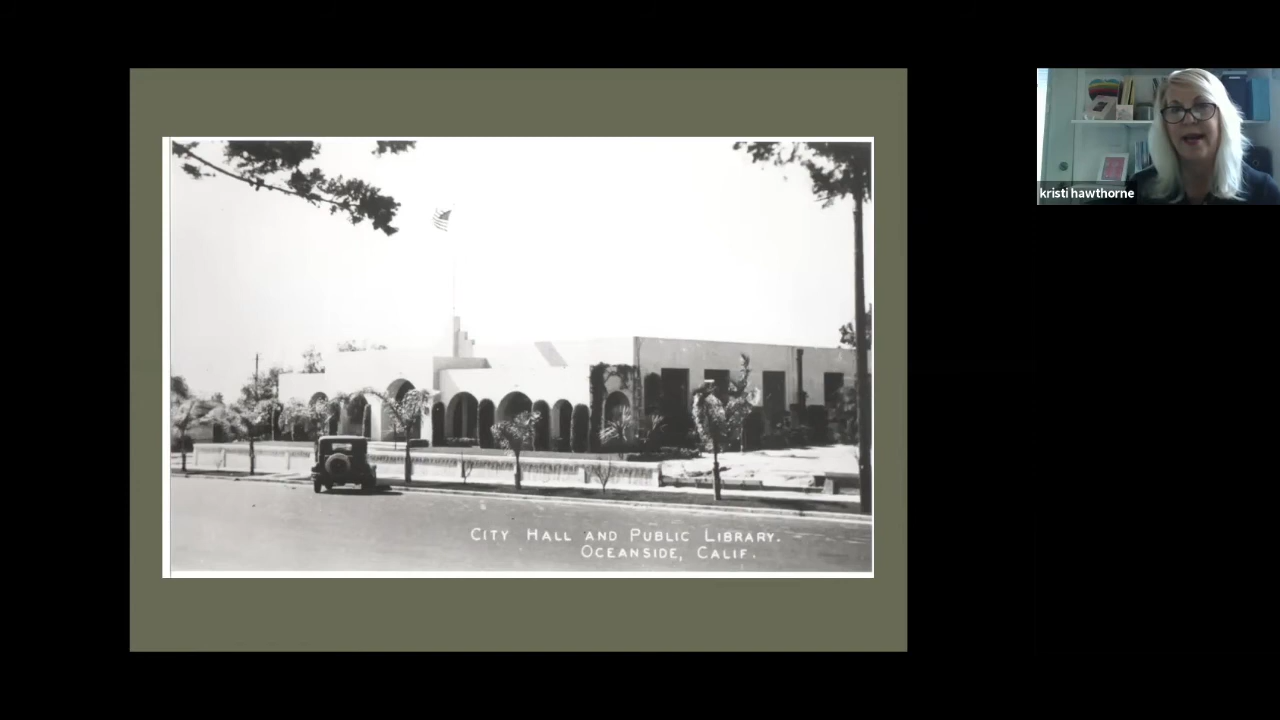 City Hall and Public Library.
Oceanside, Calif.
kristi hawthorne